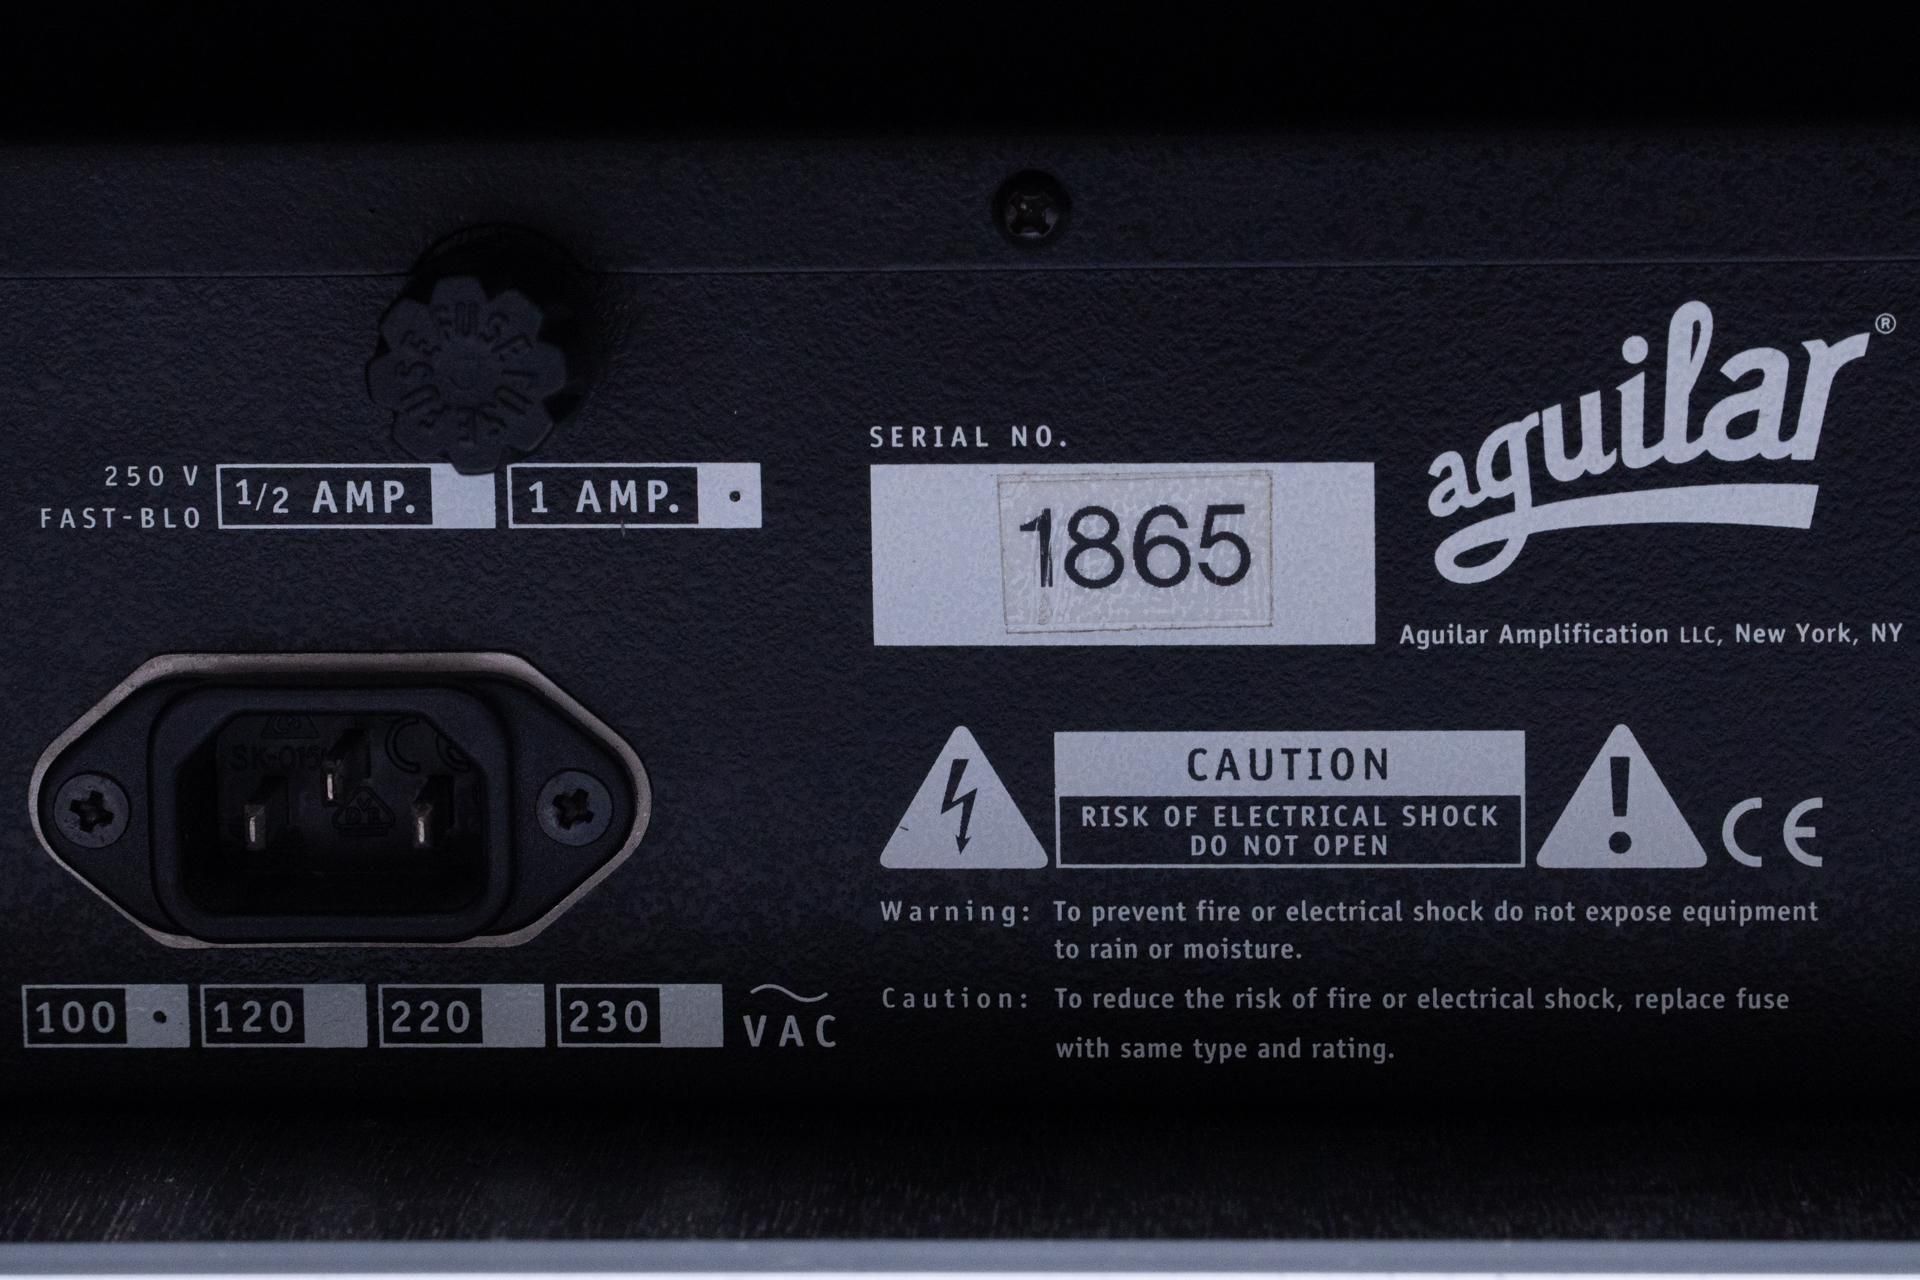 FUSE FUSE FUSE
250 V
FAST-BLO
1/2 AMP.
1 AMP.
SERIAL NO.
1865
aguilar®
Aguilar Amplification LLC, New York, NY
CAUTION
RISK OF ELECTRICAL SHOCK
DO NOT OPEN
CE
Warning: To prevent fire or electrical shock do not expose equipment
to rain or moisture.
Caution: To reduce the risk of fire or electrical shock, replace fuse
with same type and rating.
100 120 220 230 VAC